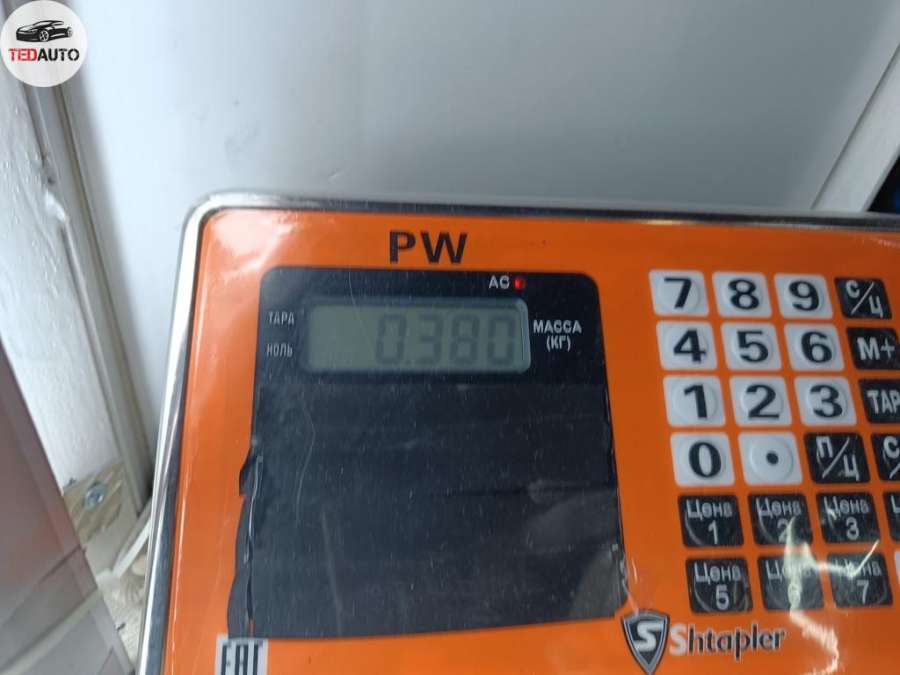 TEDAUTO
PW
AC
ТАРА
НОЛЬ
0.380
МАССА
(КГ)
7 8 9 С/Ц
4 5 6 М+
1 2 3 ТАР
0 . П/Ц
Цена 1 Цена 2 Цена 3
Цена 5 7
S Shtapler
EAC